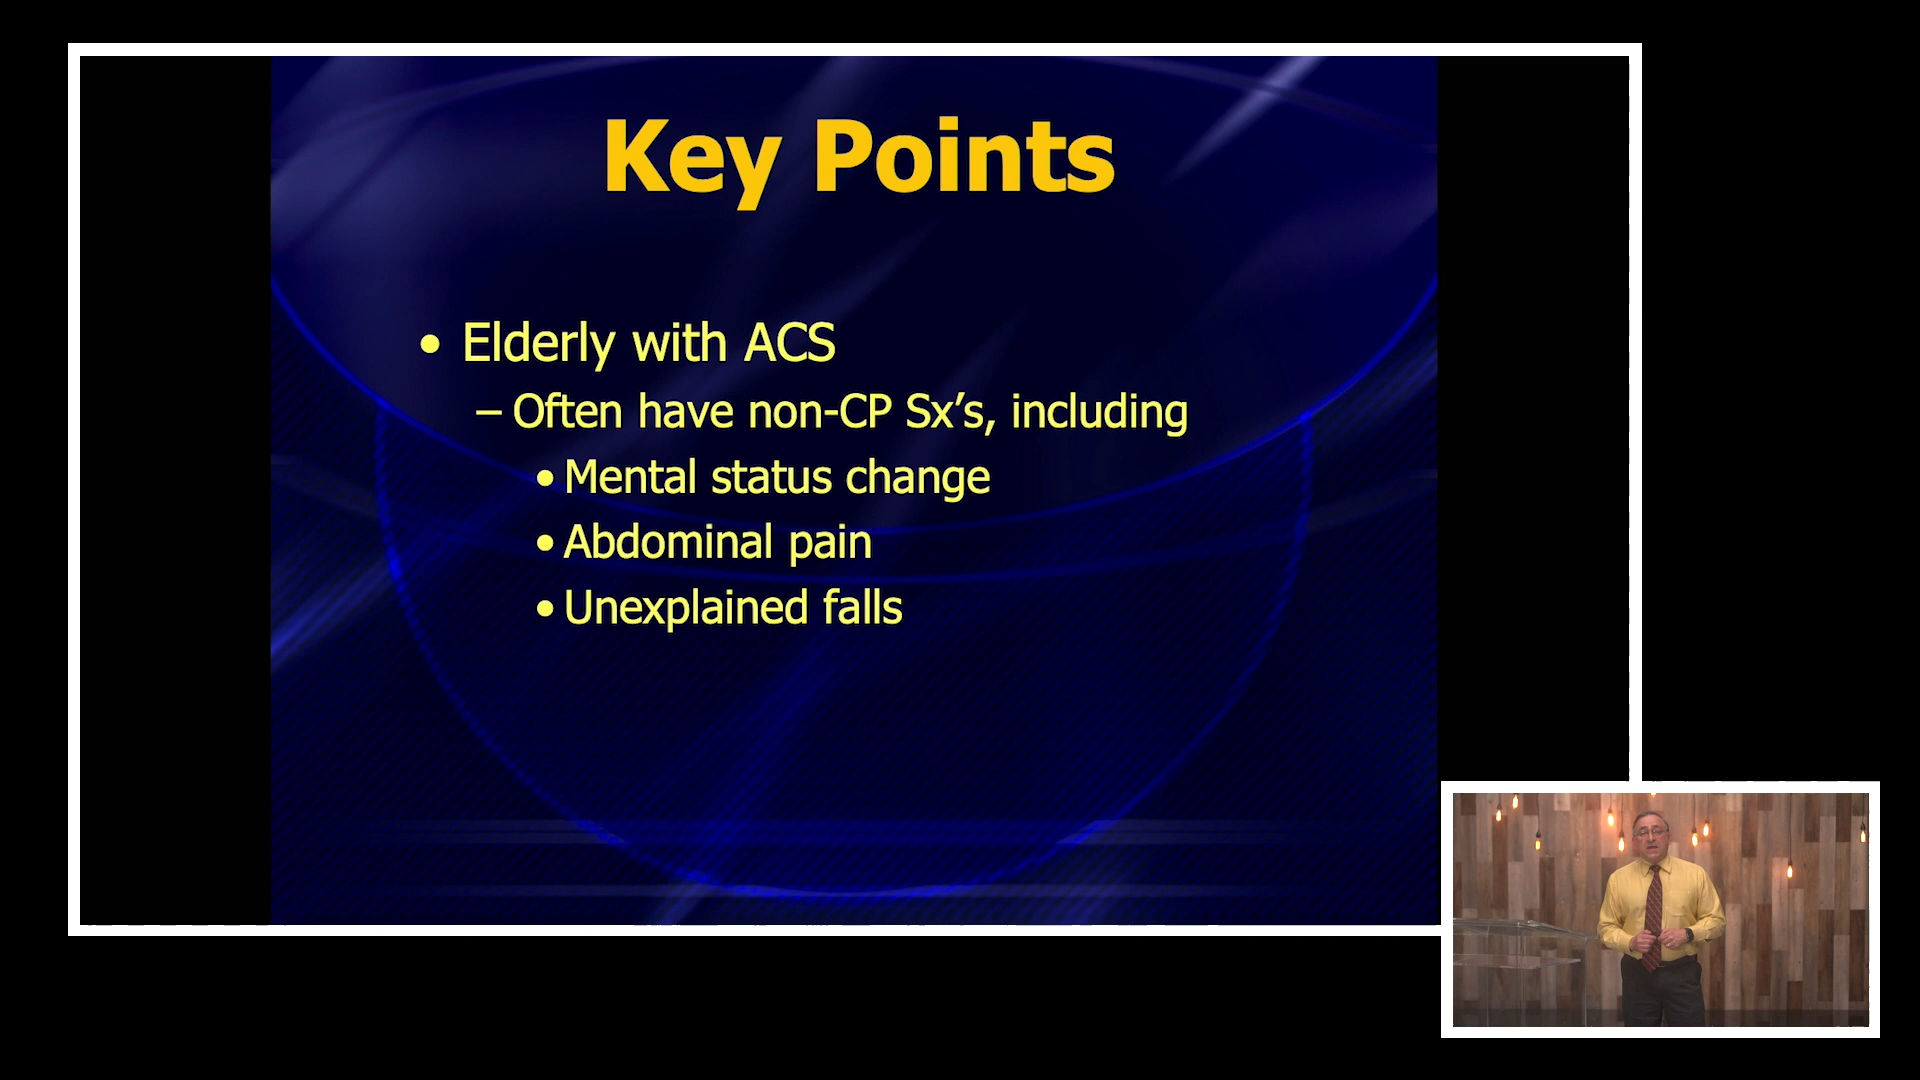 Key Points
• Elderly with ACS
– Often have non-CP Sx’s, including
• Mental status change
• Abdominal pain
• Unexplained falls